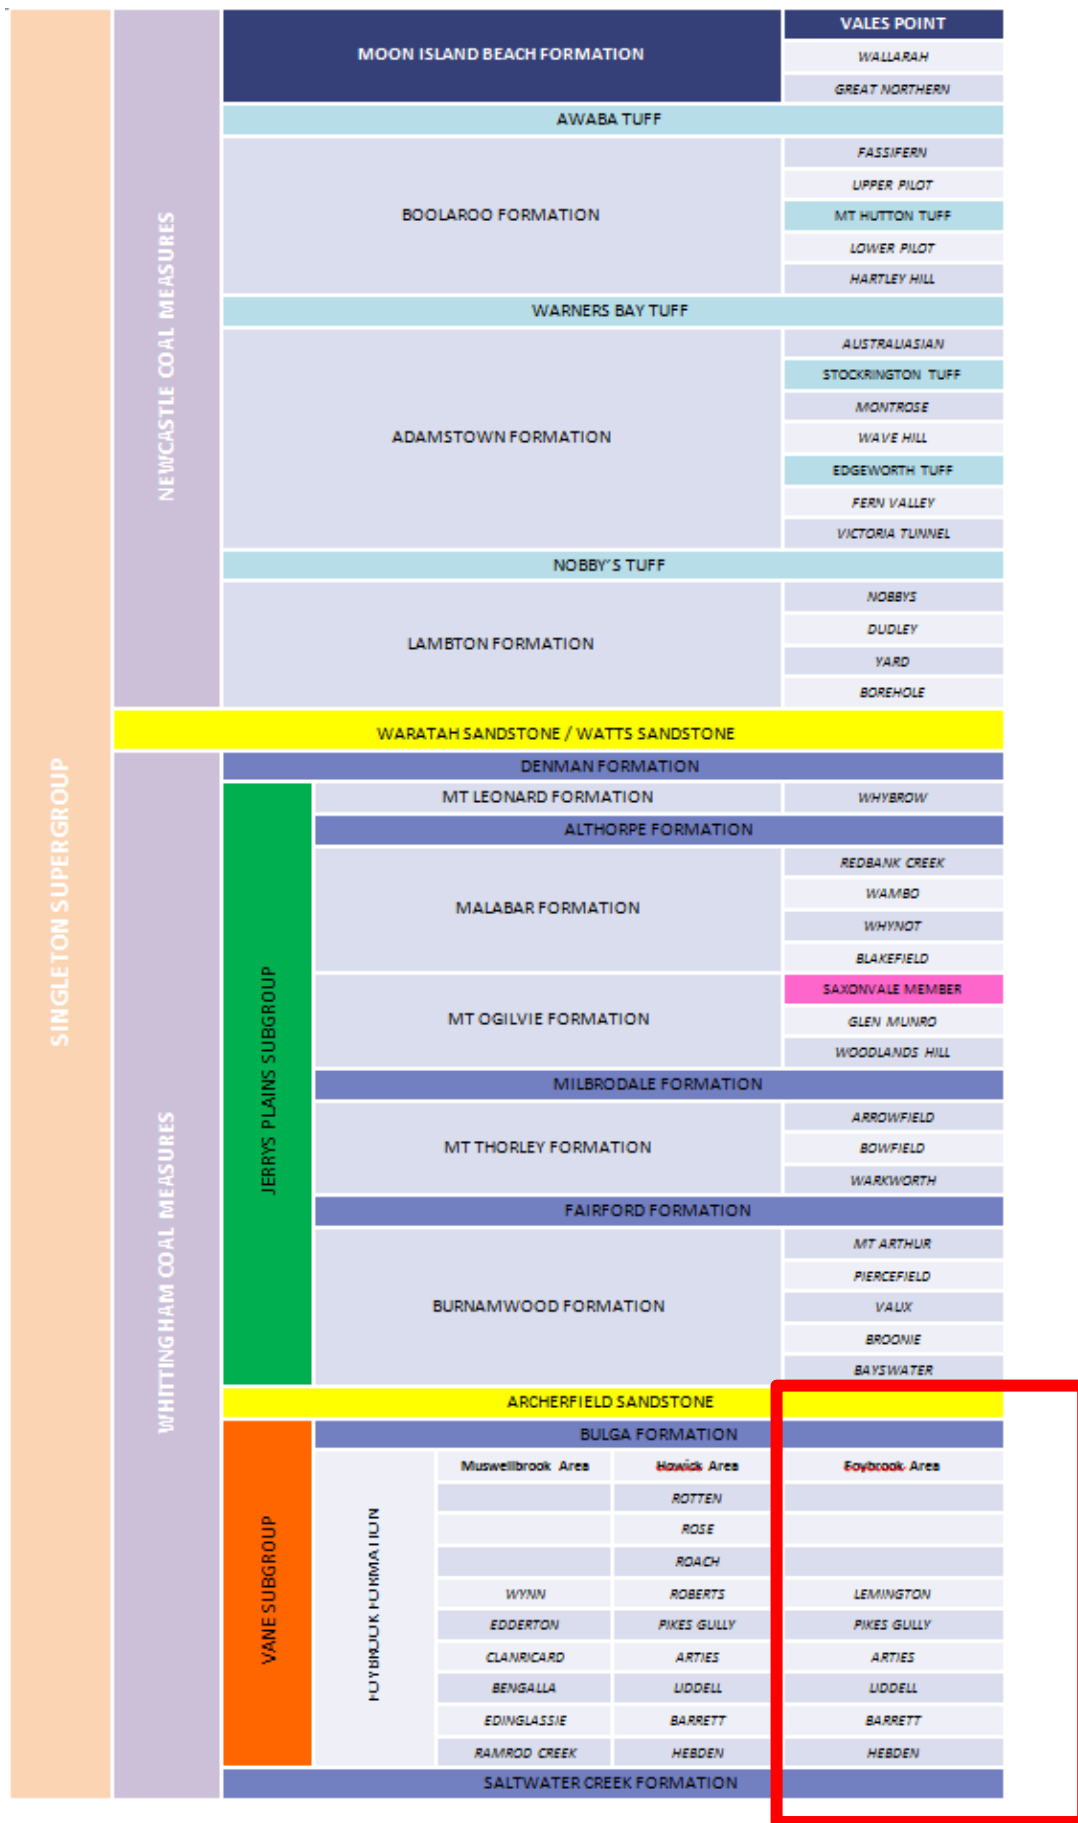 SINGLETON SUPERGROUP
NEWCASTLE COAL MEASURES
MOON ISLAND BEACH FORMATION
VALES POINT
WALLARAH
GREAT NORTHERN
AWABA TUFF
BOOLAROO FORMATION
FASSIFERN
UPPER PILOT
MT HUTTON TUFF
LOWER PILOT
HARTLEY HILL
WARNERS BAY TUFF
ADAMSTOWN FORMATION
AUSTRALIASIAN
STOCKRINGTON TUFF
MONTROSE
WAVE HILL
EDGEWORTH TUFF
FERN VALLEY
VICTORIA TUNNEL
NOBBY'S TUFF
LAMBTON FORMATION
NOBBYS
DUDLEY
YARD
BOREHOLE
WARATAH SANDSTONE / WATTS SANDSTONE
WHITTINGHAM COAL MEASURES
DENMAN FORMATION
JERRYS PLAINS SUBGROUP
MT LEONARD FORMATION
WHYBROW
ALTHORPE FORMATION
MALABAR FORMATION
REDBANK CREEK
WAMBO
WHYNOT
BLAKEFIELD
MT OGILVIE FORMATION
SAXONVALE MEMBER
GLEN MUNRO
WOODLANDS HILL
MILBRODALE FORMATION
MT THORLEY FORMATION
ARROWFIELD
BOWFIELD
WARKWORTH
FAIRFORD FORMATION
BURNAMWOOD FORMATION
MT ARTHUR
PIERCEFIELD
VAUX
BROONIE
BAYSWATER
ARCHERFIELD SANDSTONE
VANE SUBGROUP
BULGA FORMATION
FOYBROOK FORMATION
Muswellbrook Area Howick Area Foybrook Area
ROTTEN
ROSE
ROACH
WYNN ROBERTS LEMINGTON
EDDERTON PIKES GULLY PIKES GULLY
CLANRICARD ARTIES ARTIES
BENGALLA LIDDELL LIDDELL
EDINGLASSIE BARRETT BARRETT
RAMROD CREEK HEBDEN HEBDEN
SALTWATER CREEK FORMATION